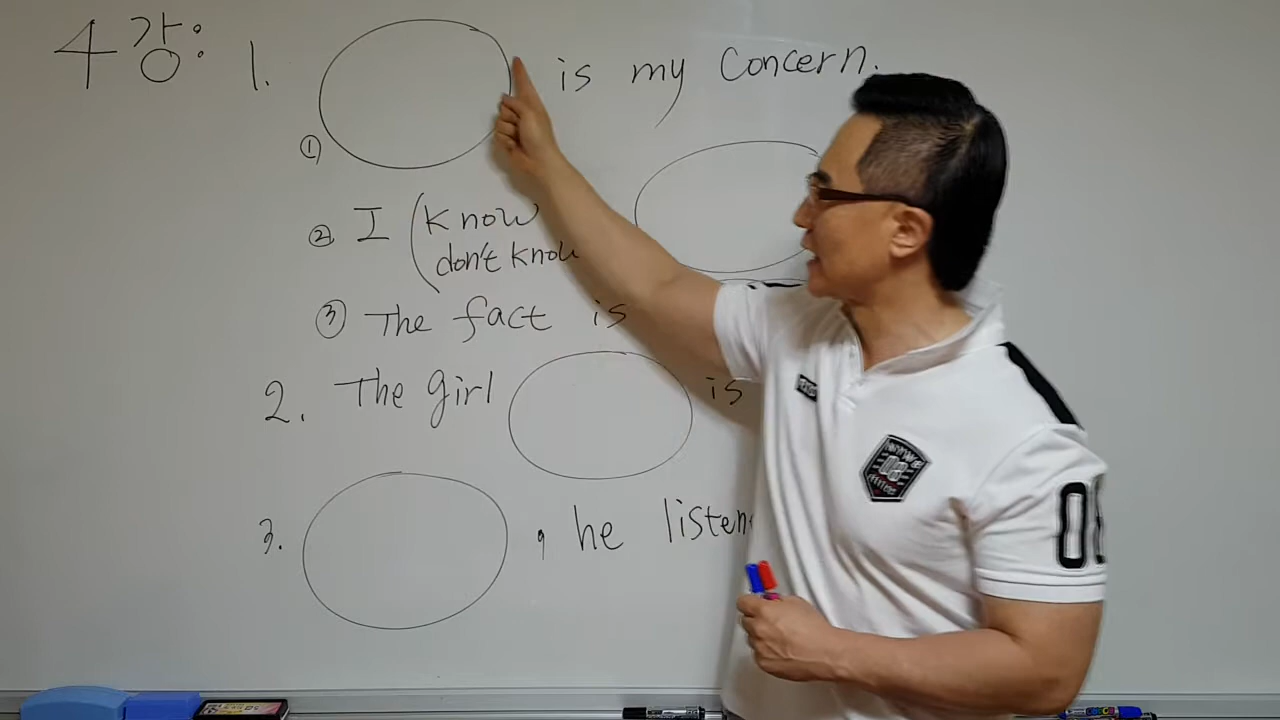 4강:
1. is my concern.
①
② I (know
don't know
③ The fact is
2. The girl is
3. , he listen
08